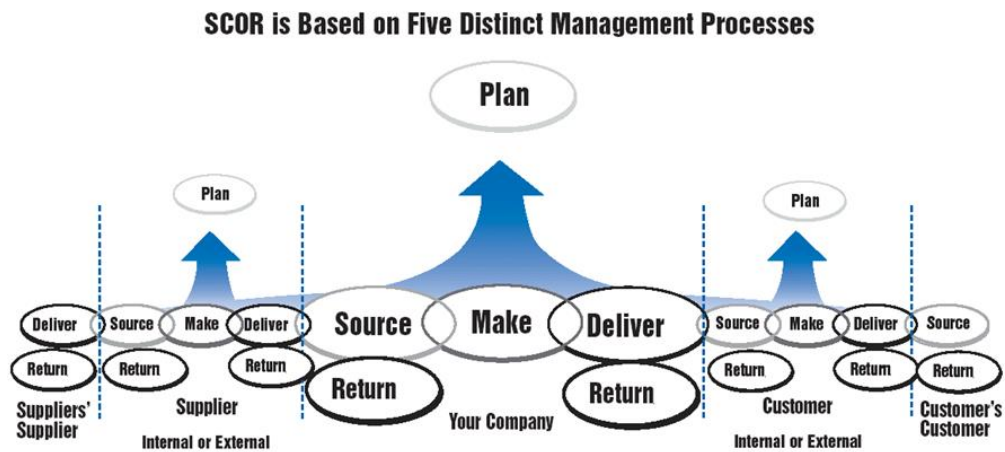 SCOR is Based on Five Distinct Management Processes
Plan
Plan
Plan
Deliver
Source
Make
Deliver
Source
Make
Deliver
Source
Make
Deliver
Source
Return
Return
Return
Return
Return
Return
Return
Return
Suppliers'
Supplier
Supplier
Internal or External
Your Company
Customer
Internal or External
Customer's
Customer